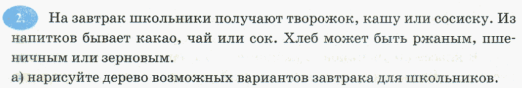 2. На завтрак школьники получают творожок, кашу или сосиску. Из
напитков бывает какао, чай или сок. Хлеб может быть ржаным, пше-
ничным или зерновым.
а) нарисуйте дерево возможных вариантов завтрака для школьников.